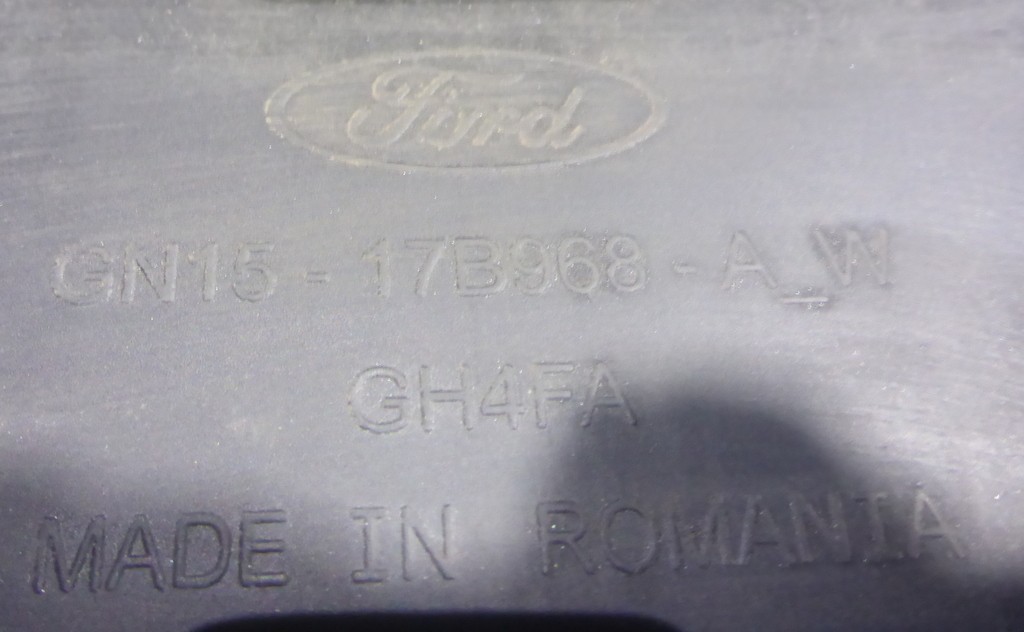 Ford
GN15 - 17B968 - A_W
GH4FA
MADE IN ROMANIA